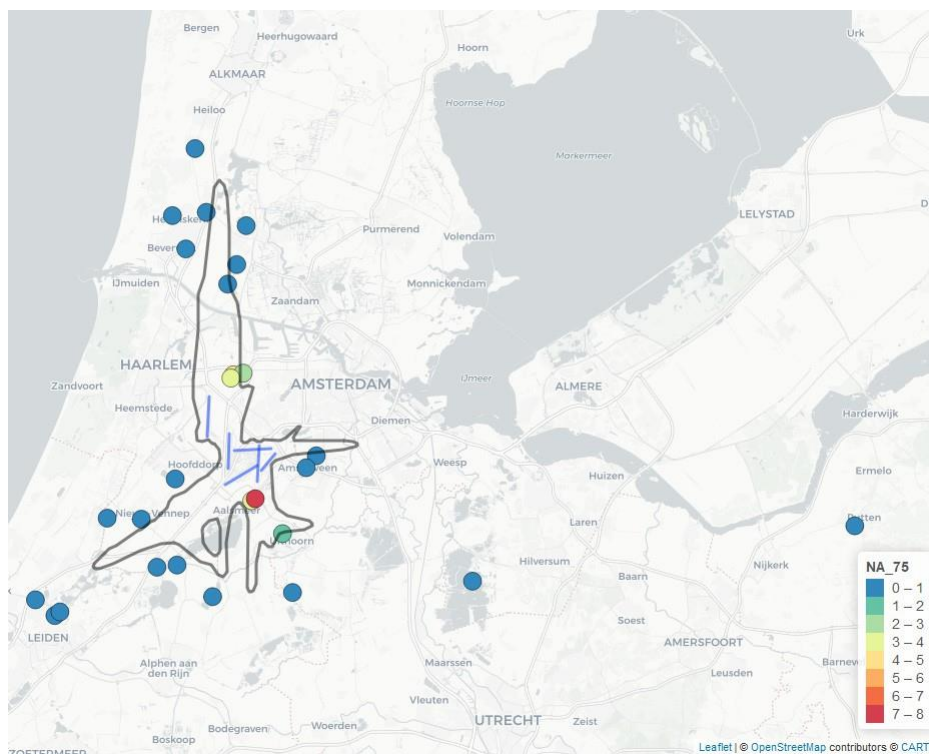 Bergen
Heerhugowaard
Urk
Hoorn
ALKMAAR
Hoornse Hop
Heiloo
Markermeer
LELYSTAD
Purmerend
Volendam
IJmuiden
Monnickendam
Zaandam
HAARLEM
IJmeer
Zandvoort
AMSTERDAM
ALMERE
Heemstede
Harderwijk
Diemen
Weesp
Ermelo
Huizen
Aalsmeer
Laren
Hilversum
Nijkerk
Baarn
Soest
LEIDEN
AMERSFOORT
Alphen aan
den Rijn
Maarssen
Leusden
Vleuten
UTRECHT
Zeist
Bodegraven
Woerden
NA_75
0 – 1
1 – 2
2 – 3
3 – 4
4 – 5
5 – 6
6 – 7
7 – 8
Leaflet | © OpenStreetMap contributors © CART